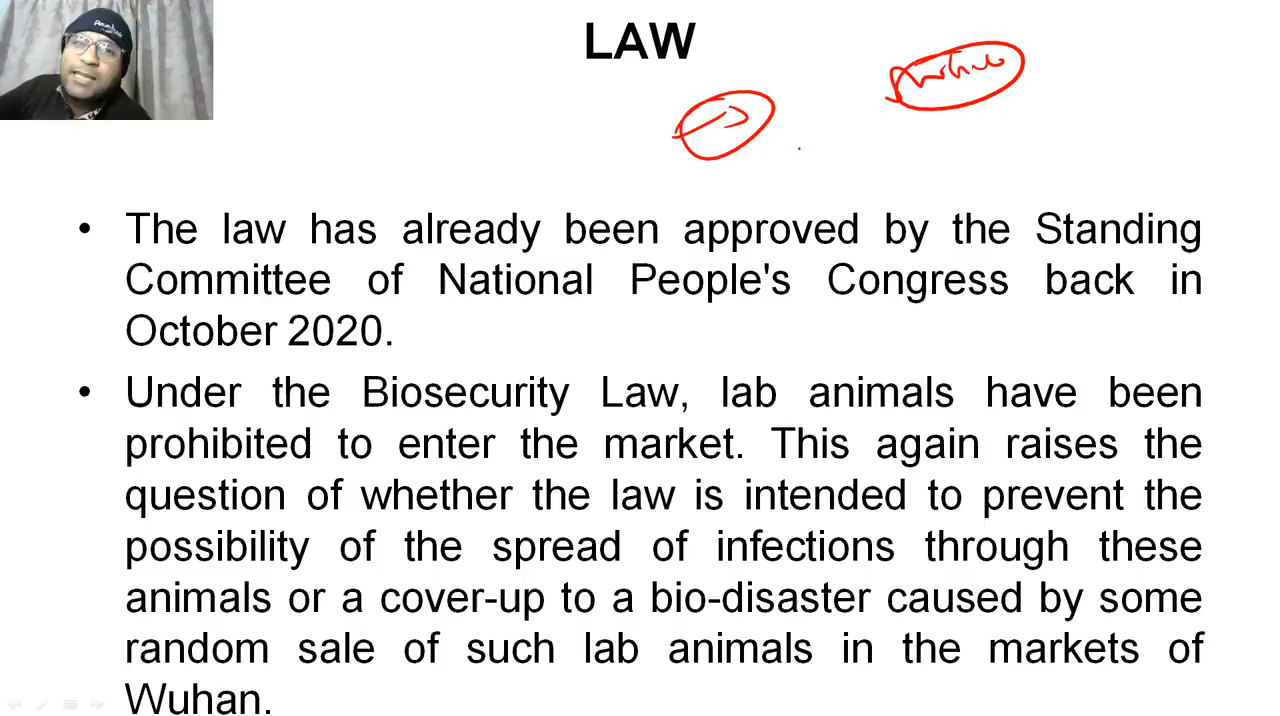 LAW
• The law has already been approved by the Standing
Committee of National People's Congress back in
October 2020.
• Under the Biosecurity Law, lab animals have been
prohibited to enter the market. This again raises the
question of whether the law is intended to prevent the
possibility of the spread of infections through these
animals or a cover-up to a bio-disaster caused by some
random sale of such lab animals in the markets of
Wuhan.